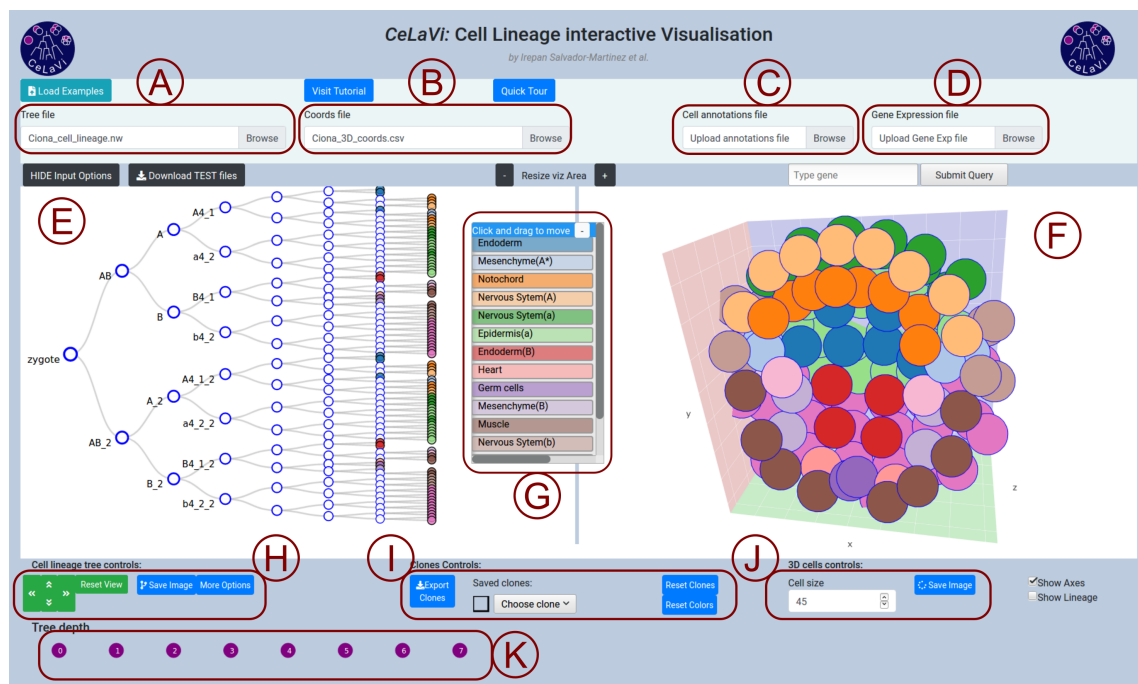 CeLaVi: Cell Lineage interactive Visualisation
by Irepan Salvador-Martinez et al.
CeLaVi
CeLaVi
A
B
C
D
Load Examples
Visit Tutorial
Quick Tour
Tree file
Coords file
Cell annotations file
Gene Expression file
Ciona_cell_lineage.nw
Browse
Ciona_3D_coords.csv
Browse
Upload annotations file
Browse
Upload Gene Exp file
Browse
HIDE Input Options
Download TEST files
-
Resize viz Area
+
Type gene
Submit Query
E
zygote
AB
AB_2
A
B
A_2
B_2
A4_1
a4_2
B4_1
b4_2
A4_1_2
a4_2_2
B4_1_2
b4_2_2
Click and drag to move
-
Endoderm
Mesenchyme(A*)
Notochord
Nervous Sytem(A)
Nervous Sytem(a)
Epidermis(a)
Endoderm(B)
Heart
Germ cells
Mesenchyme(B)
Muscle
Nervous Sytem(b)
G
F
y
z
x
H
I
J
Cell lineage tree controls:
Reset View
Save Image
More Options
Clones Controls:
Export
Clones
Saved clones:
Choose clone
Reset Clones
Reset Colors
3D cells controls:
Cell size
45
Save Image
Show Axes
Show Lineage
Tree depth
0
1
2
3
4
5
6
7
K